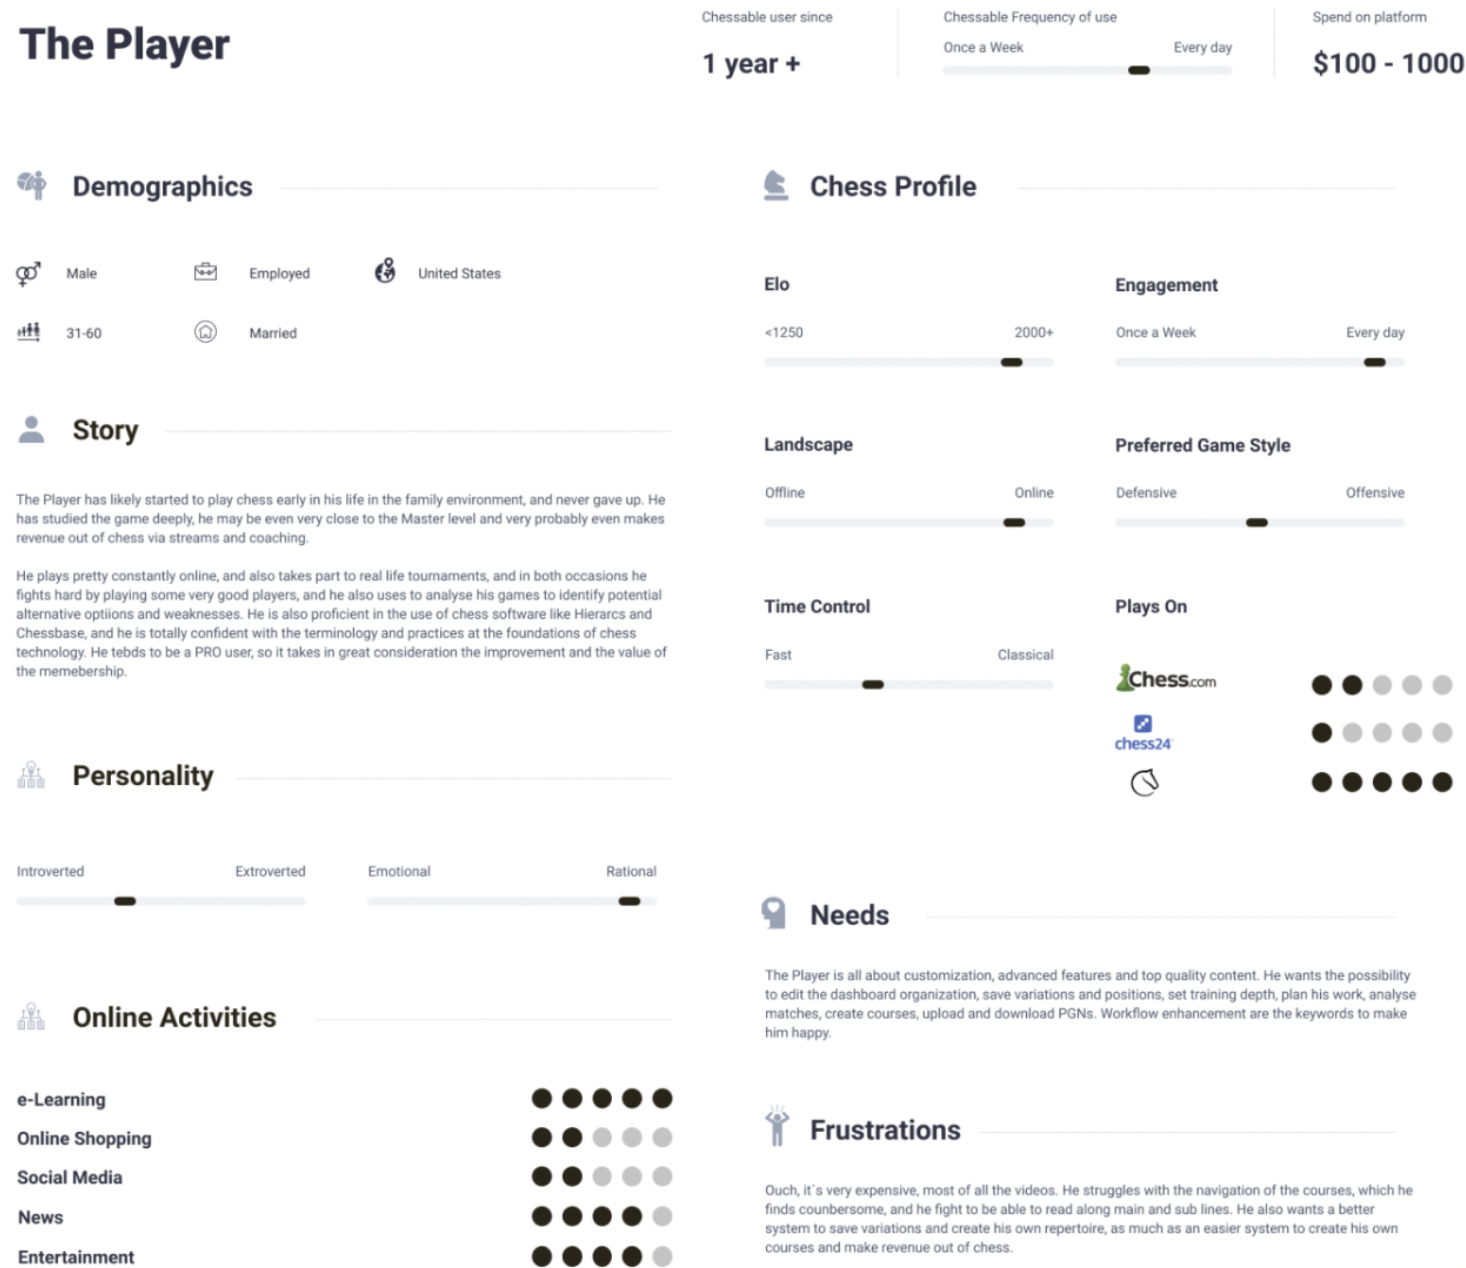 The Player
Chessable user since
1 year +
Chessable Frequency of use
Once a Week
Every day
Spend on platform
$100 - 1000
Demographics
Male
Employed
United States
31-60
Married
Story
The Player has likely started to play chess early in his life in the family environment, and never gave up. He
has studied the game deeply, he may be even very close to the Master level and very probably even makes
revenue out of chess via streams and coaching.
He plays pretty constantly online, and also takes part to real life tournaments, and in both occasions he
fights hard by playing some very good players, and he also uses to analyse his games to identify potential
alternative optiions and weaknesses. He is also proficient in the use of chess software like Hierarcs and
Chessbase, and he is totally confident with the terminology and practices at the foundations of chess
technology. He tebds to be a PRO user, so it takes in great consideration the improvement and the value of
the memebership.
Personality
Introverted
Extroverted
Emotional
Rational
Online Activities
e-Learning
Online Shopping
Social Media
News
Entertainment
Chess Profile
Elo
<1250
2000+
Engagement
Once a Week
Every day
Landscape
Offline
Online
Preferred Game Style
Defensive
Offensive
Time Control
Fast
Classical
Plays On
Chess.com
chess24
Needs
The Player is all about customization, advanced features and top quality content. He wants the possibility
to edit the dashboard organization, save variations and positions, set training depth, plan his work, analyse
matches, create courses, upload and download PGNs. Workflow enhancement are the keywords to make
him happy.
Frustrations
Ouch, it´s very expensive, most of all the videos. He struggles with the navigation of the courses, which he
finds counbersome, and he fight to be able to read along main and sub lines. He also wants a better
system to save variations and create his own repertoire, as much as an easier system to create his own
courses and make revenue out of chess.